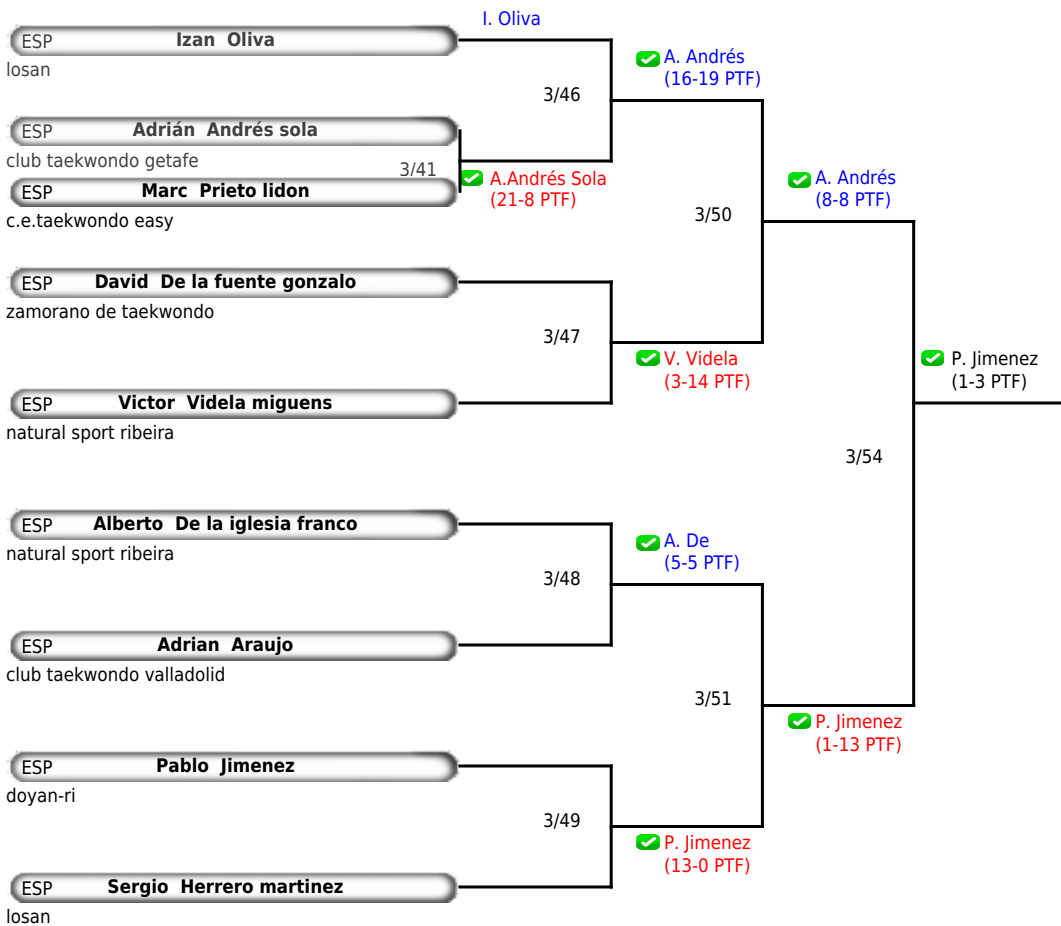 I. Oliva
ESP Izan Oliva
losan
A. Andrés
(16-19 PTF)
3/46
ESP Adrián Andrés sola
club taekwondo getafe
3/41
A.Andrés Sola
(21-8 PTF)
ESP Marc Prieto lidon
c.e.taekwondo easy
A. Andrés
(8-8 PTF)
3/50
ESP David De la fuente gonzalo
zamorano de taekwondo
3/47
V. Videla
(3-14 PTF)
P. Jimenez
(1-3 PTF)
ESP Victor Videla miguens
natural sport ribeira
3/54
ESP Alberto De la iglesia franco
natural sport ribeira
A. De
(5-5 PTF)
3/48
ESP Adrian Araujo
club taekwondo valladolid
3/51
P. Jimenez
(1-13 PTF)
ESP Pablo Jimenez
doyan-ri
3/49
P. Jimenez
(13-0 PTF)
ESP Sergio Herrero martinez
losan